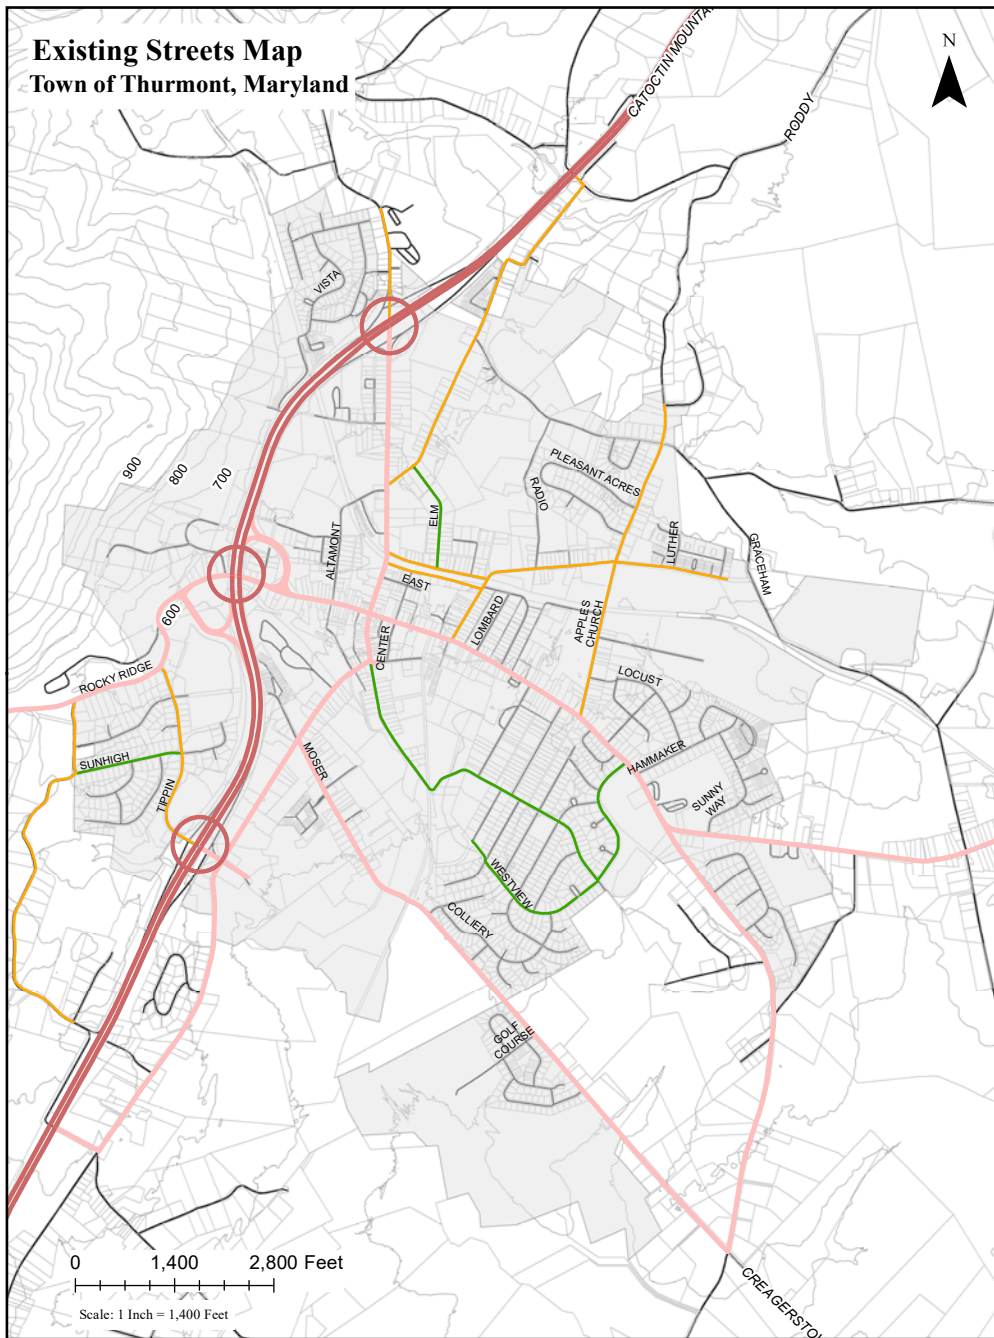 Existing Streets Map
Town of Thurmont, Maryland
N
CATOCTIN MOUNTAI
RODDY
VISTA
900
800
700
PLEASANT ACRES
RADIO
ELM
ALTAMONT
LUTHER
GRACEHAM
EAST
600
LOMBARD
APPLES
CHURCH
CENTER
ROCKY RIDGE
LOCUST
SUNHIGH
MOSER
HAMMAKER
TIPPIN
SUNNY
WAY
WESTVIEW
COLLIERY
GOLF
COURSE
0 1,400 2,800 Feet
Scale: 1 Inch = 1,400 Feet
CREAGERSTO